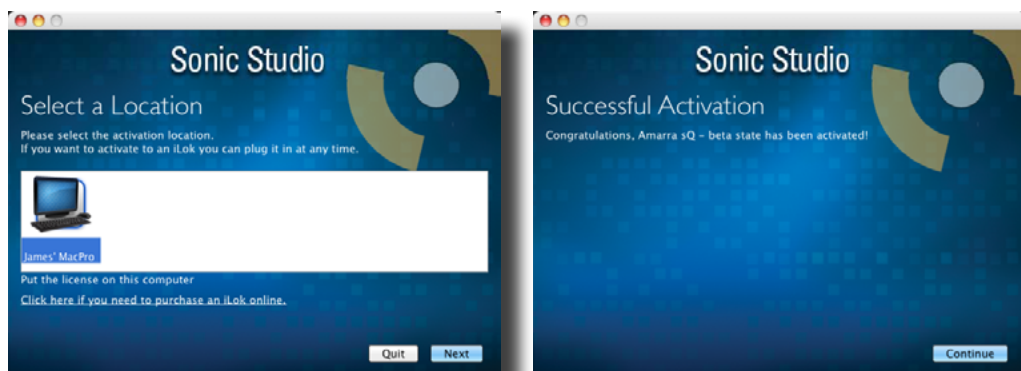 Sonic Studio
Select a Location
Please select the activation location.
If you want to activate to an iLok you can plug it in at any time.
James' MacPro
Put the license on this computer
Click here if you need to purchase an iLok online.
Quit
Next
Sonic Studio
Successful Activation
Congratulations, Amarra sQ – beta state has been activated!
Continue